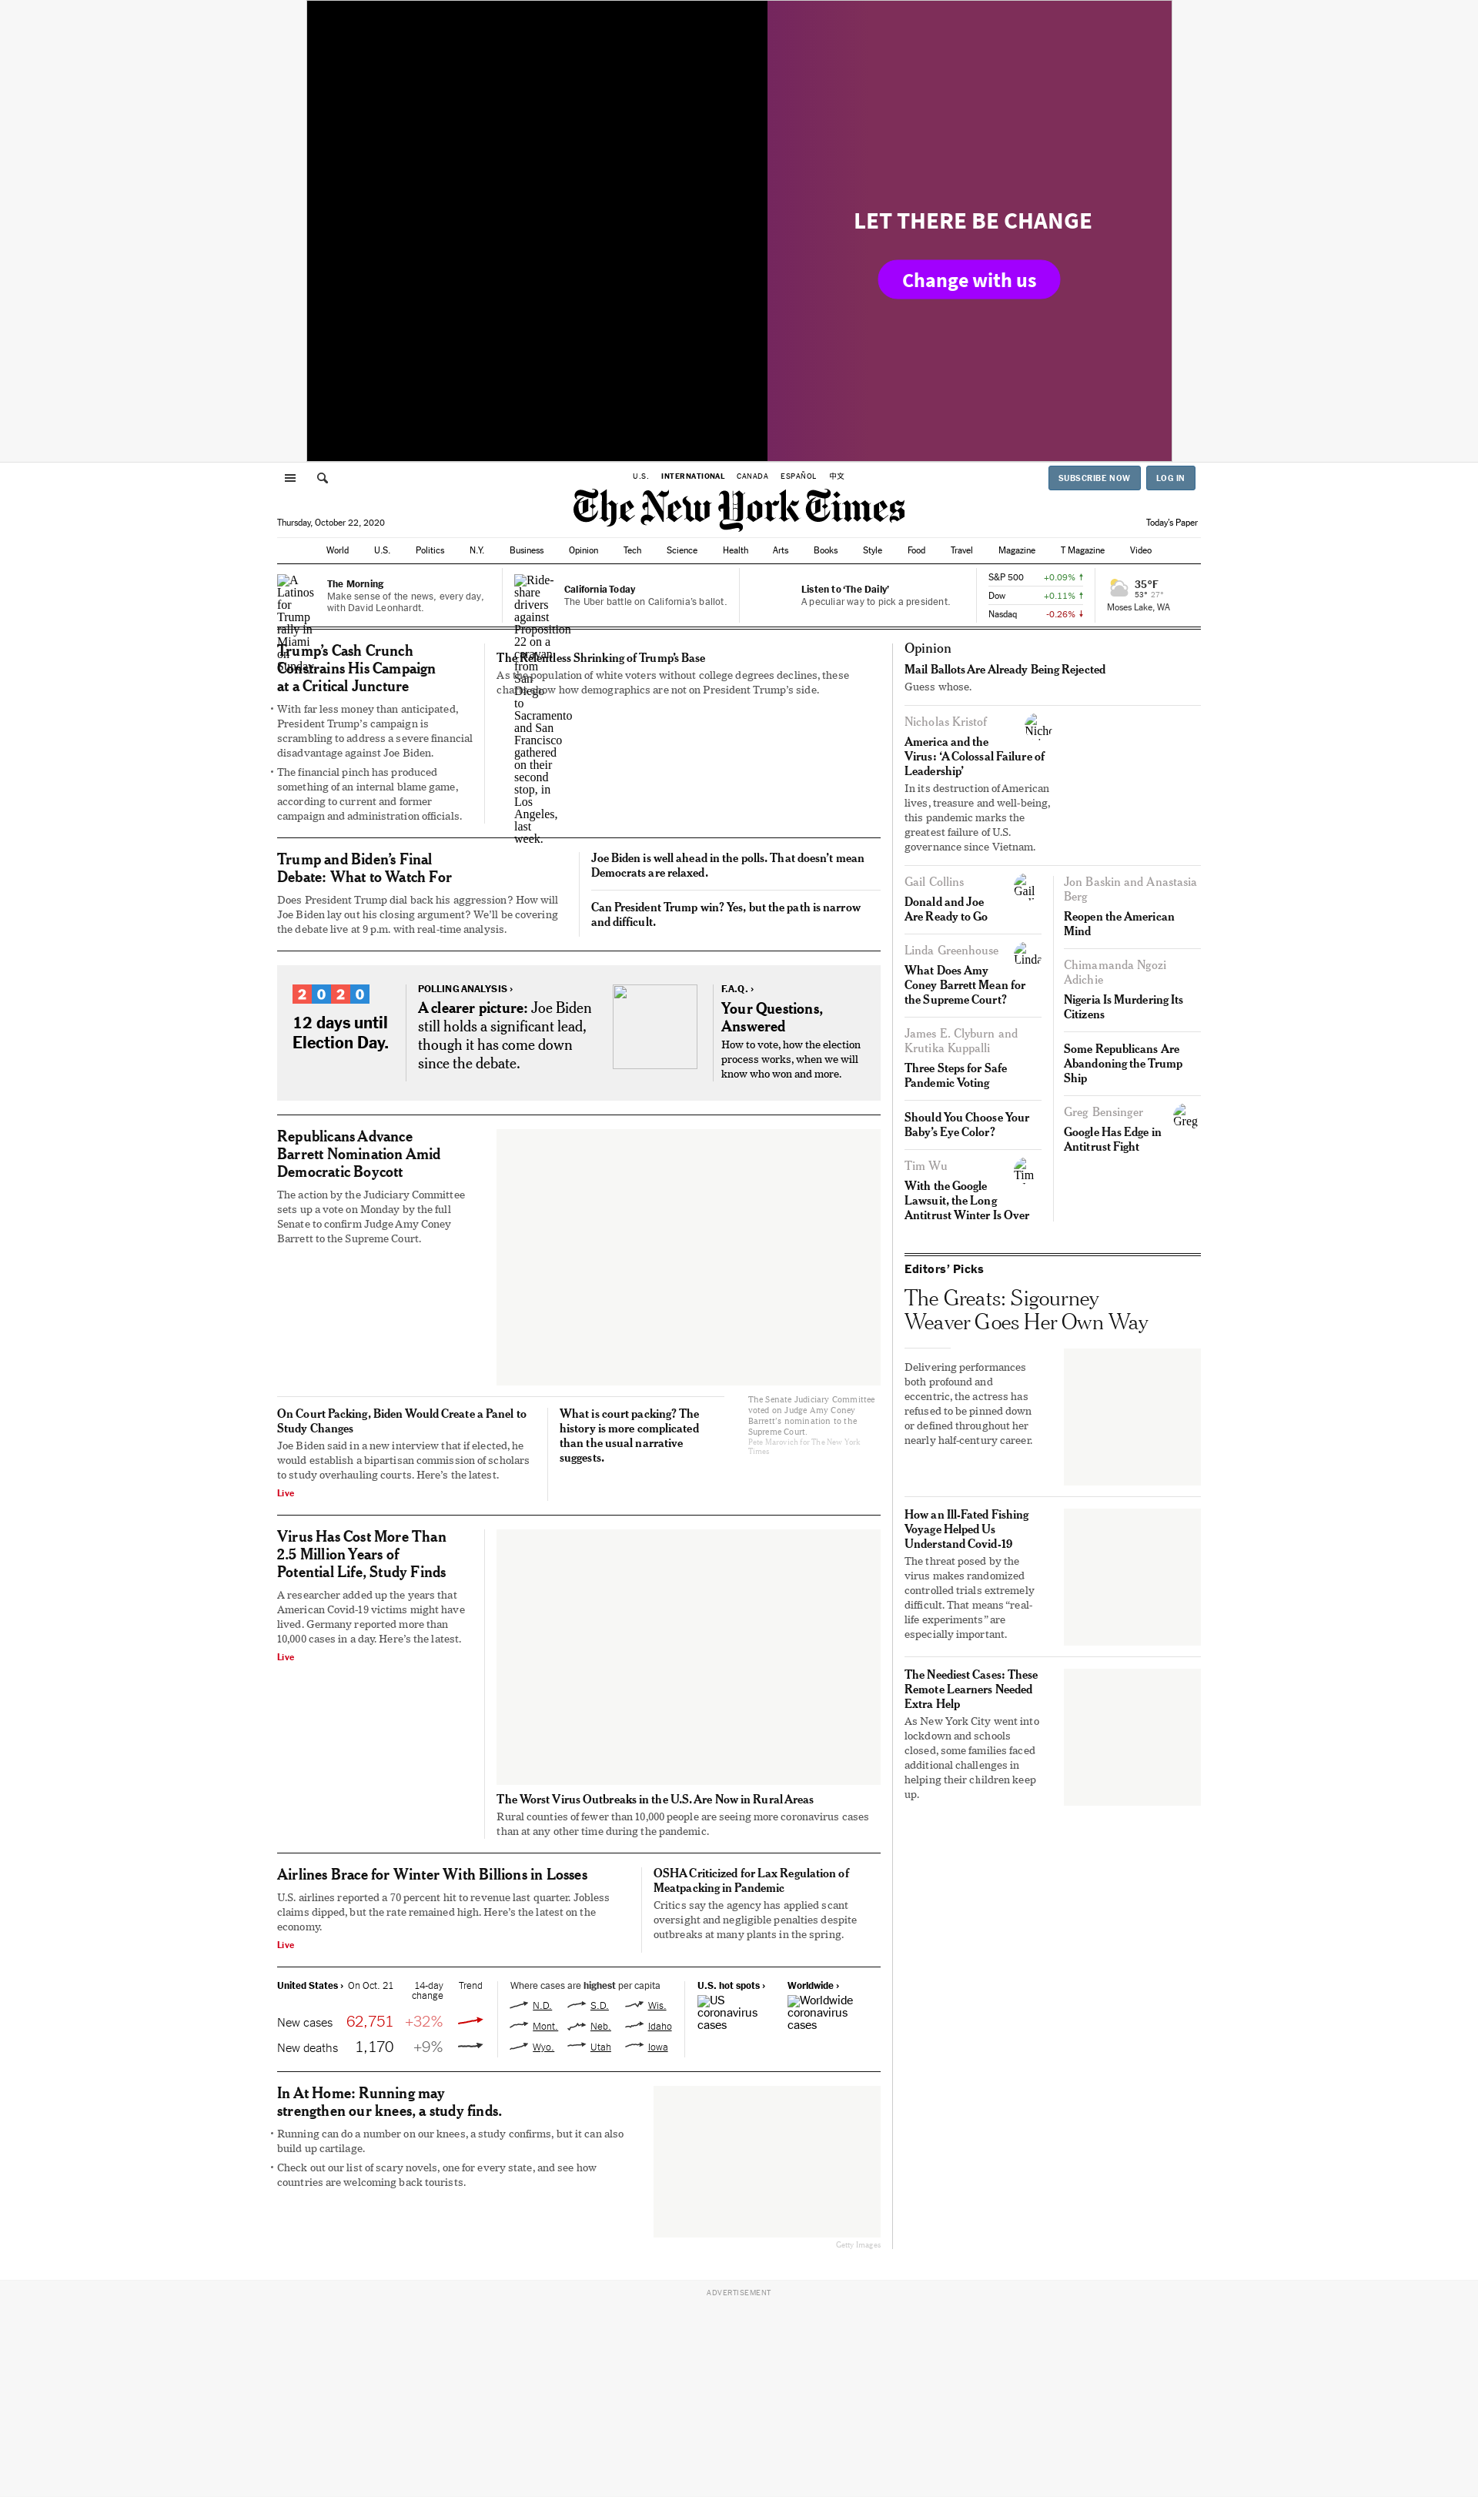 LET THERE BE CHANGE
Change with us
U.S. INTERNATIONAL CANADA ESPAÑOL 中文
SUBSCRIBE NOW LOG IN
The New York Times
Thursday, October 22, 2020
Today's Paper
World U.S. Politics N.Y. Business Opinion Tech Science Health Arts Books Style Food Travel Magazine T Magazine Video
A Latinos for Trump rally in Miami on Sunday.
The Morning
Make sense of the news, every day,
with David Leonhardt.
Ride-share drivers against Proposition 22 on a caravan from San Diego to Sacramento and San Francisco gathered on their second stop, in Los Angeles, last week.
California Today
The Uber battle on California's ballot.
Listen to ‘The Daily’
A peculiar way to pick a president.
S&P 500 +0.09%
Dow +0.11%
Nasdaq -0.26%
35°F
53° 27°
Moses Lake, WA
Trump’s Cash Crunch
Constrains His Campaign
at a Critical Juncture
• With far less money than anticipated,
President Trump’s campaign is
scrambling to address a severe financial
disadvantage against Joe Biden.
• The financial pinch has produced
something of an internal blame game,
according to current and former
campaign and administration officials.
The Relentless Shrinking of Trump’s Base
As the population of white voters without college degrees declines, these
charts show how demographics are not on President Trump’s side.
Trump and Biden’s Final
Debate: What to Watch For
Does President Trump dial back his aggression? How will
Joe Biden lay out his closing argument? We’ll be covering
the debate live at 9 p.m. with real-time analysis.
Joe Biden is well ahead in the polls. That doesn’t mean
Democrats are relaxed.
Can President Trump win? Yes, but the path is narrow
and difficult.
2020
12 days until
Election Day.
POLLING ANALYSIS ›
A clearer picture: Joe Biden
still holds a significant lead,
though it has come down
since the debate.
F.A.Q. ›
Your Questions,
Answered
How to vote, how the election
process works, when we will
know who won and more.
Republicans Advance
Barrett Nomination Amid
Democratic Boycott
The action by the Judiciary Committee
sets up a vote on Monday by the full
Senate to confirm Judge Amy Coney
Barrett to the Supreme Court.
The Senate Judiciary Committee
voted on Judge Amy Coney
Barrett’s nomination to the
Supreme Court.
Pete Marovich for The New York
Times
On Court Packing, Biden Would Create a Panel to
Study Changes
Joe Biden said in a new interview that if elected, he
would establish a bipartisan commission of scholars
to study overhauling courts. Here’s the latest.
Live
What is court packing? The
history is more complicated
than the usual narrative
suggests.
Virus Has Cost More Than
2.5 Million Years of
Potential Life, Study Finds
A researcher added up the years that
American Covid-19 victims might have
lived. Germany reported more than
10,000 cases in a day. Here’s the latest.
Live
The Worst Virus Outbreaks in the U.S. Are Now in Rural Areas
Rural counties of fewer than 10,000 people are seeing more coronavirus cases
than at any other time during the pandemic.
Airlines Brace for Winter With Billions in Losses
U.S. airlines reported a 70 percent hit to revenue last quarter. Jobless
claims dipped, but the rate remained high. Here’s the latest on the
economy.
Live
OSHA Criticized for Lax Regulation of
Meatpacking in Pandemic
Critics say the agency has applied scant
oversight and negligible penalties despite
outbreaks at many plants in the spring.
United States › On Oct. 21 14-day change Trend
New cases 62,751 +32%
New deaths 1,170 +9%
Where cases are highest per capita
N.D. S.D. Wis.
Mont. Neb. Idaho
Wyo. Utah Iowa
U.S. hot spots ›
US coronavirus cases
Worldwide ›
Worldwide coronavirus cases
In At Home: Running may
strengthen our knees, a study finds.
• Running can do a number on our knees, a study confirms, but it can also
build up cartilage.
• Check out our list of scary novels, one for every state, and see how
countries are welcoming back tourists.
Getty Images
Opinion
Mail Ballots Are Already Being Rejected
Guess whose.
Nicholas Kristof
America and the
Virus: ‘A Colossal Failure of
Leadership’
In its destruction of American
lives, treasure and well-being,
this pandemic marks the
greatest failure of U.S.
governance since Vietnam.
Gail Collins
Gail
Donald and Joe
Are Ready to Go
Linda Greenhouse
Linda
What Does Amy
Coney Barrett Mean for
the Supreme Court?
James E. Clyburn and
Krutika Kuppalli
Three Steps for Safe
Pandemic Voting
Should You Choose Your
Baby’s Eye Color?
Tim Wu
Tim
With the Google
Lawsuit, the Long
Antitrust Winter Is Over
Jon Baskin and Anastasia
Berg
Reopen the American
Mind
Chimamanda Ngozi
Adichie
Nigeria Is Murdering Its
Citizens
Some Republicans Are
Abandoning the Trump
Ship
Greg Bensinger
Greg
Google Has Edge in
Antitrust Fight
Editors’ Picks
The Greats: Sigourney
Weaver Goes Her Own Way
Delivering performances
both profound and
eccentric, the actress has
refused to be pinned down
or defined throughout her
nearly half-century career.
How an Ill-Fated Fishing
Voyage Helped Us
Understand Covid-19
The threat posed by the
virus makes randomized
controlled trials extremely
difficult. That means “real-
life experiments” are
especially important.
The Neediest Cases: These
Remote Learners Needed
Extra Help
As New York City went into
lockdown and schools
closed, some families faced
additional challenges in
helping their children keep
up.
ADVERTISEMENT